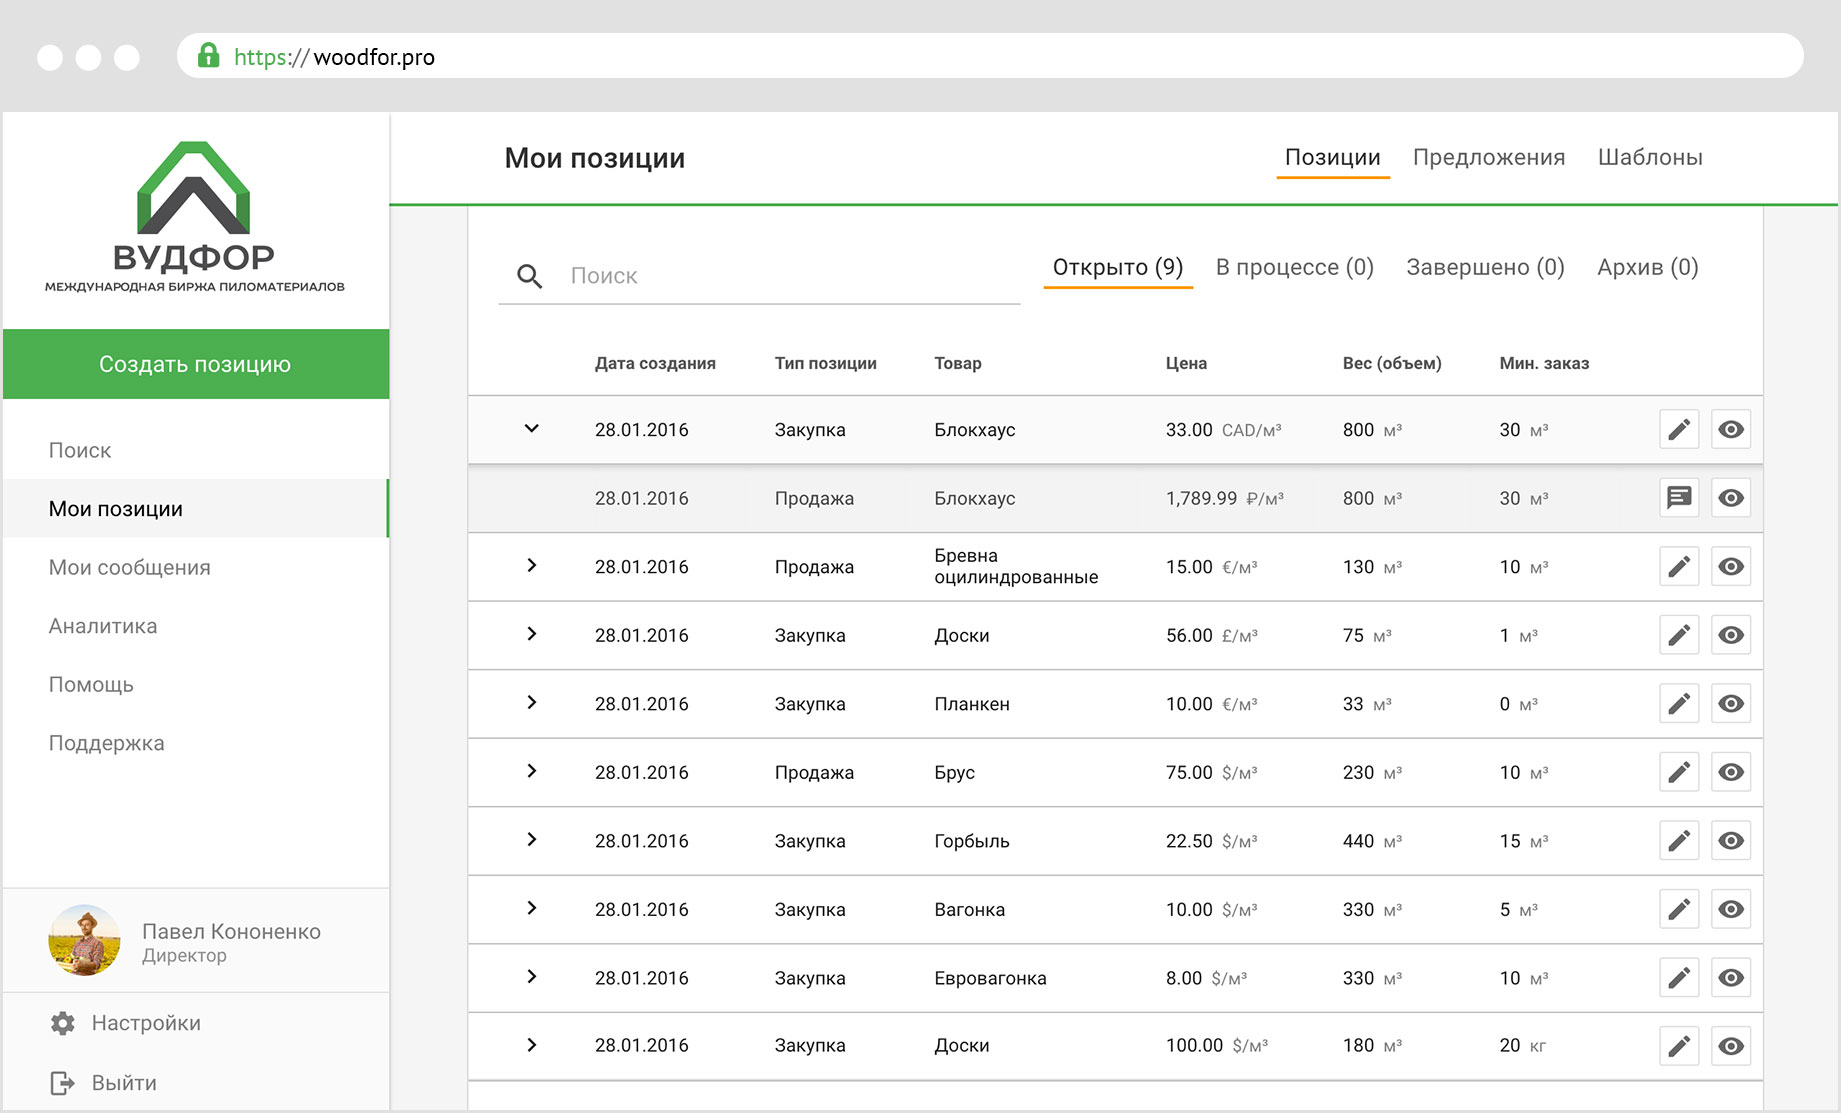 https://woodfor.pro
ВУДФОР
МЕЖДУНАРОДНАЯ БИРЖА ПИЛОМАТЕРИАЛОВ
Создать позицию
Поиск
Мои позиции
Мои сообщения
Аналитика
Помощь
Поддержка
Павел Кононенко
Директор
Настройки
Выйти
Мои позиции
Позиции Предложения Шаблоны
Поиск
Открыто (9) В процессе (0) Завершено (0) Архив (0)
Дата создания Тип позиции Товар Цена Вес (объем) Мин. заказ
28.01.2016 Закупка Блокхаус 33.00 CAD/м³ 800 м³ 30 м³
28.01.2016 Продажа Блокхаус 1,789.99 ₽/м³ 800 м³ 30 м³
28.01.2016 Продажа Бревна оцилиндрованные 15.00 €/м³ 130 м³ 10 м³
28.01.2016 Закупка Доски 56.00 £/м³ 75 м³ 1 м³
28.01.2016 Закупка Планкен 10.00 €/м³ 33 м³ 0 м³
28.01.2016 Продажа Брус 75.00 $/м³ 230 м³ 10 м³
28.01.2016 Закупка Горбыль 22.50 $/м³ 440 м³ 15 м³
28.01.2016 Закупка Вагонка 10.00 $/м³ 330 м³ 5 м³
28.01.2016 Закупка Евровагонка 8.00 $/м³ 330 м³ 10 м³
28.01.2016 Закупка Доски 100.00 $/м³ 180 м³ 20 кг